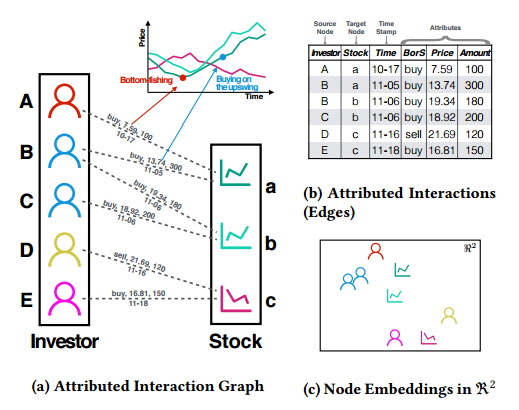 Price
Bottom fishing
Buying on
the upswing
Time
A
buy, 7.59, 100
10-17
B
buy, 13.74, 300
11-05
buy, 19.34, 180
11-06
C
buy, 18.92, 200
11-06
D
sell, 21.69, 120
11-16
E
buy, 16.81, 150
11-18
a
b
c
Investor
Stock
(a) Attributed Interaction Graph
Source Node
Target Node
Time Stamp
Attributes
Investor Stock Time BorS Price Amount
A a 10-17 buy 7.59 100
B a 11-05 buy 13.74 300
B b 11-06 buy 19.34 180
C b 11-06 buy 18.92 200
D c 11-16 sell 21.69 120
E c 11-18 buy 16.81 150
(b) Attributed Interactions
(Edges)
ℜ²
(c) Node Embeddings in ℜ²